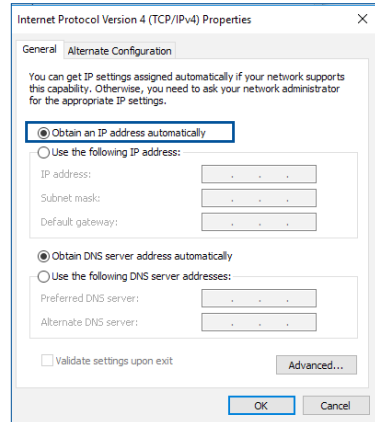 Internet Protocol Version 4 (TCP/IPv4) Properties
General Alternate Configuration
You can get IP settings assigned automatically if your network supports
this capability. Otherwise, you need to ask your network administrator
for the appropriate IP settings.
Obtain an IP address automatically
Use the following IP address:
IP address: . . .
Subnet mask: . . .
Default gateway: . . .
Obtain DNS server address automatically
Use the following DNS server addresses:
Preferred DNS server: . . .
Alternate DNS server: . . .
Validate settings upon exit
Advanced...
OK Cancel